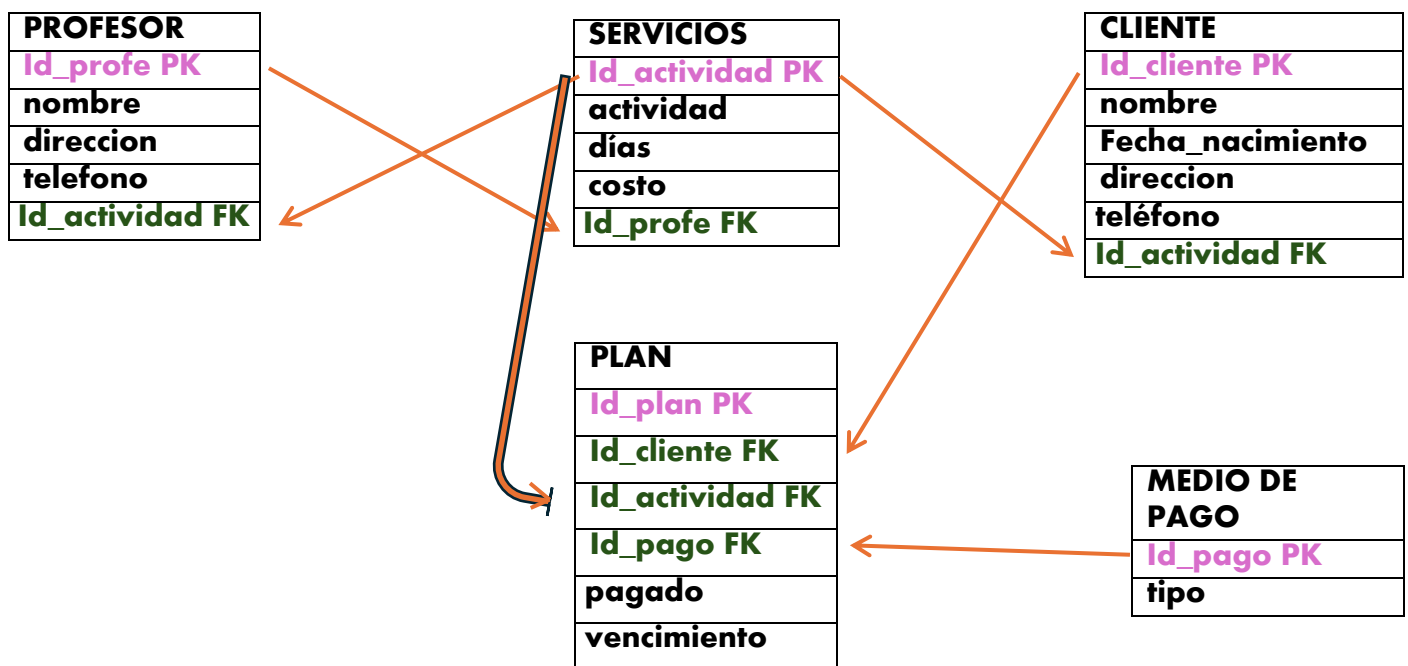 PROFESOR
Id_profe PK
nombre
direccion
telefono
Id_actividad FK
SERVICIOS
Id_actividad PK
actividad
días
costo
Id_profe FK
CLIENTE
Id_cliente PK
nombre
Fecha_nacimiento
direccion
teléfono
Id_actividad FK
PLAN
Id_plan PK
Id_cliente FK
Id_actividad FK
Id_pago FK
pagado
vencimiento
MEDIO DE
PAGO
Id_pago PK
tipo